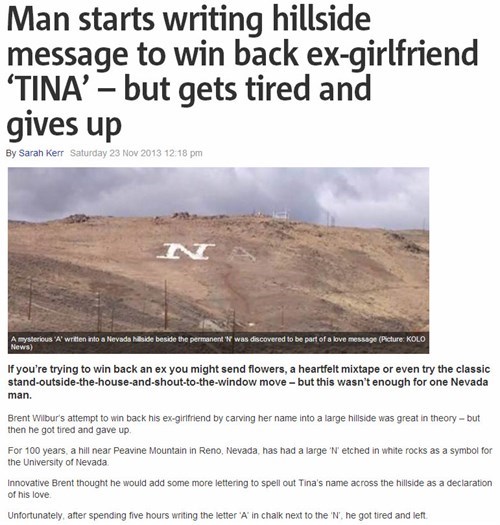 Man starts writing hillside
message to win back ex-girlfriend
‘TINA’ – but gets tired and
gives up
By Sarah Kerr Saturday 23 Nov 2013 12:18 pm
N A
A mysterious 'A' written into a Nevada hillside beside the permanent 'N' was discovered to be part of a love message (Picture: KOLO
News)
If you're trying to win back an ex you might send flowers, a heartfelt mixtape or even try the classic
stand-outside-the-house-and-shout-to-the-window move – but this wasn't enough for one Nevada
man.
Brent Wilbur's attempt to win back his ex-girlfriend by carving her name into a large hillside was great in theory – but
then he got tired and gave up.
For 100 years, a hill near Peavine Mountain in Reno, Nevada, has had a large 'N' etched in white rocks as a symbol for
the University of Nevada.
Innovative Brent thought he would add some more lettering to spell out Tina's name across the hillside as a declaration
of his love.
Unfortunately, after spending five hours writing the letter 'A' in chalk next to the 'N', he got tired and left.